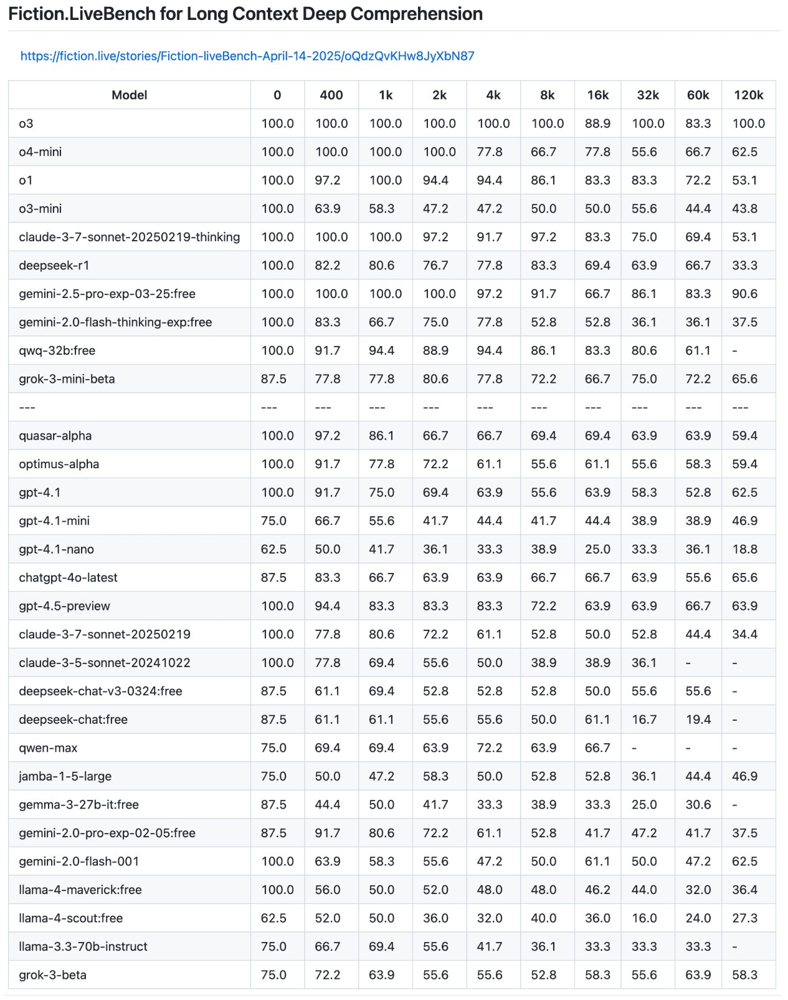 Fiction.LiveBench for Long Context Deep Comprehension
https://fiction.live/stories/Fiction-liveBench-April-14-2025/oQdzQvKHw8JyXbN87
Model 0 400 1k 2k 4k 8k 16k 32k 60k 120k
o3 100.0 100.0 100.0 100.0 100.0 100.0 88.9 100.0 83.3 100.0
o4-mini 100.0 100.0 100.0 100.0 77.8 66.7 77.8 55.6 66.7 62.5
o1 100.0 97.2 100.0 94.4 94.4 86.1 83.3 83.3 72.2 53.1
o3-mini 100.0 63.9 58.3 47.2 47.2 50.0 50.0 55.6 44.4 43.8
claude-3-7-sonnet-20250219-thinking 100.0 100.0 100.0 97.2 91.7 97.2 83.3 75.0 69.4 53.1
deepseek-r1 100.0 82.2 80.6 76.7 77.8 83.3 69.4 63.9 66.7 33.3
gemini-2.5-pro-exp-03-25:free 100.0 100.0 100.0 100.0 97.2 91.7 66.7 86.1 83.3 90.6
gemini-2.0-flash-thinking-exp:free 100.0 83.3 66.7 75.0 77.8 52.8 52.8 36.1 36.1 37.5
qwq-32b:free 100.0 91.7 94.4 88.9 94.4 86.1 83.3 80.6 61.1 -
grok-3-mini-beta 87.5 77.8 77.8 80.6 77.8 72.2 66.7 75.0 72.2 65.6
--- --- --- --- --- --- --- --- --- --- ---
quasar-alpha 100.0 97.2 86.1 66.7 66.7 69.4 69.4 63.9 63.9 59.4
optimus-alpha 100.0 91.7 77.8 72.2 61.1 55.6 61.1 55.6 58.3 59.4
gpt-4.1 100.0 91.7 75.0 69.4 63.9 55.6 63.9 58.3 52.8 62.5
gpt-4.1-mini 75.0 66.7 55.6 41.7 44.4 41.7 44.4 38.9 38.9 46.9
gpt-4.1-nano 62.5 50.0 41.7 36.1 33.3 38.9 25.0 33.3 36.1 18.8
chatgpt-4o-latest 87.5 83.3 66.7 63.9 63.9 66.7 66.7 63.9 55.6 65.6
gpt-4.5-preview 100.0 94.4 83.3 83.3 83.3 72.2 63.9 63.9 66.7 63.9
claude-3-7-sonnet-20250219 100.0 77.8 80.6 72.2 61.1 52.8 50.0 52.8 44.4 34.4
claude-3-5-sonnet-20241022 100.0 77.8 69.4 55.6 50.0 38.9 38.9 36.1 - -
deepseek-chat-v3-0324:free 87.5 61.1 69.4 52.8 52.8 52.8 50.0 55.6 55.6 -
deepseek-chat:free 87.5 61.1 61.1 55.6 55.6 50.0 61.1 16.7 19.4 -
qwen-max 75.0 69.4 69.4 63.9 72.2 63.9 66.7 - - -
jamba-1-5-large 75.0 50.0 47.2 58.3 50.0 52.8 52.8 36.1 44.4 46.9
gemma-3-27b-it:free 87.5 44.4 50.0 41.7 33.3 38.9 33.3 25.0 30.6 -
gemini-2.0-pro-exp-02-05:free 87.5 91.7 80.6 72.2 61.1 52.8 41.7 47.2 41.7 37.5
gemini-2.0-flash-001 100.0 63.9 58.3 55.6 47.2 50.0 61.1 50.0 47.2 62.5
llama-4-maverick:free 100.0 56.0 50.0 52.0 48.0 48.0 46.2 44.0 32.0 36.4
llama-4-scout:free 62.5 52.0 50.0 36.0 32.0 40.0 36.0 16.0 24.0 27.3
llama-3.3-70b-instruct 75.0 66.7 69.4 55.6 41.7 36.1 33.3 33.3 33.3 -
grok-3-beta 75.0 72.2 63.9 55.6 55.6 52.8 58.3 55.6 63.9 58.3